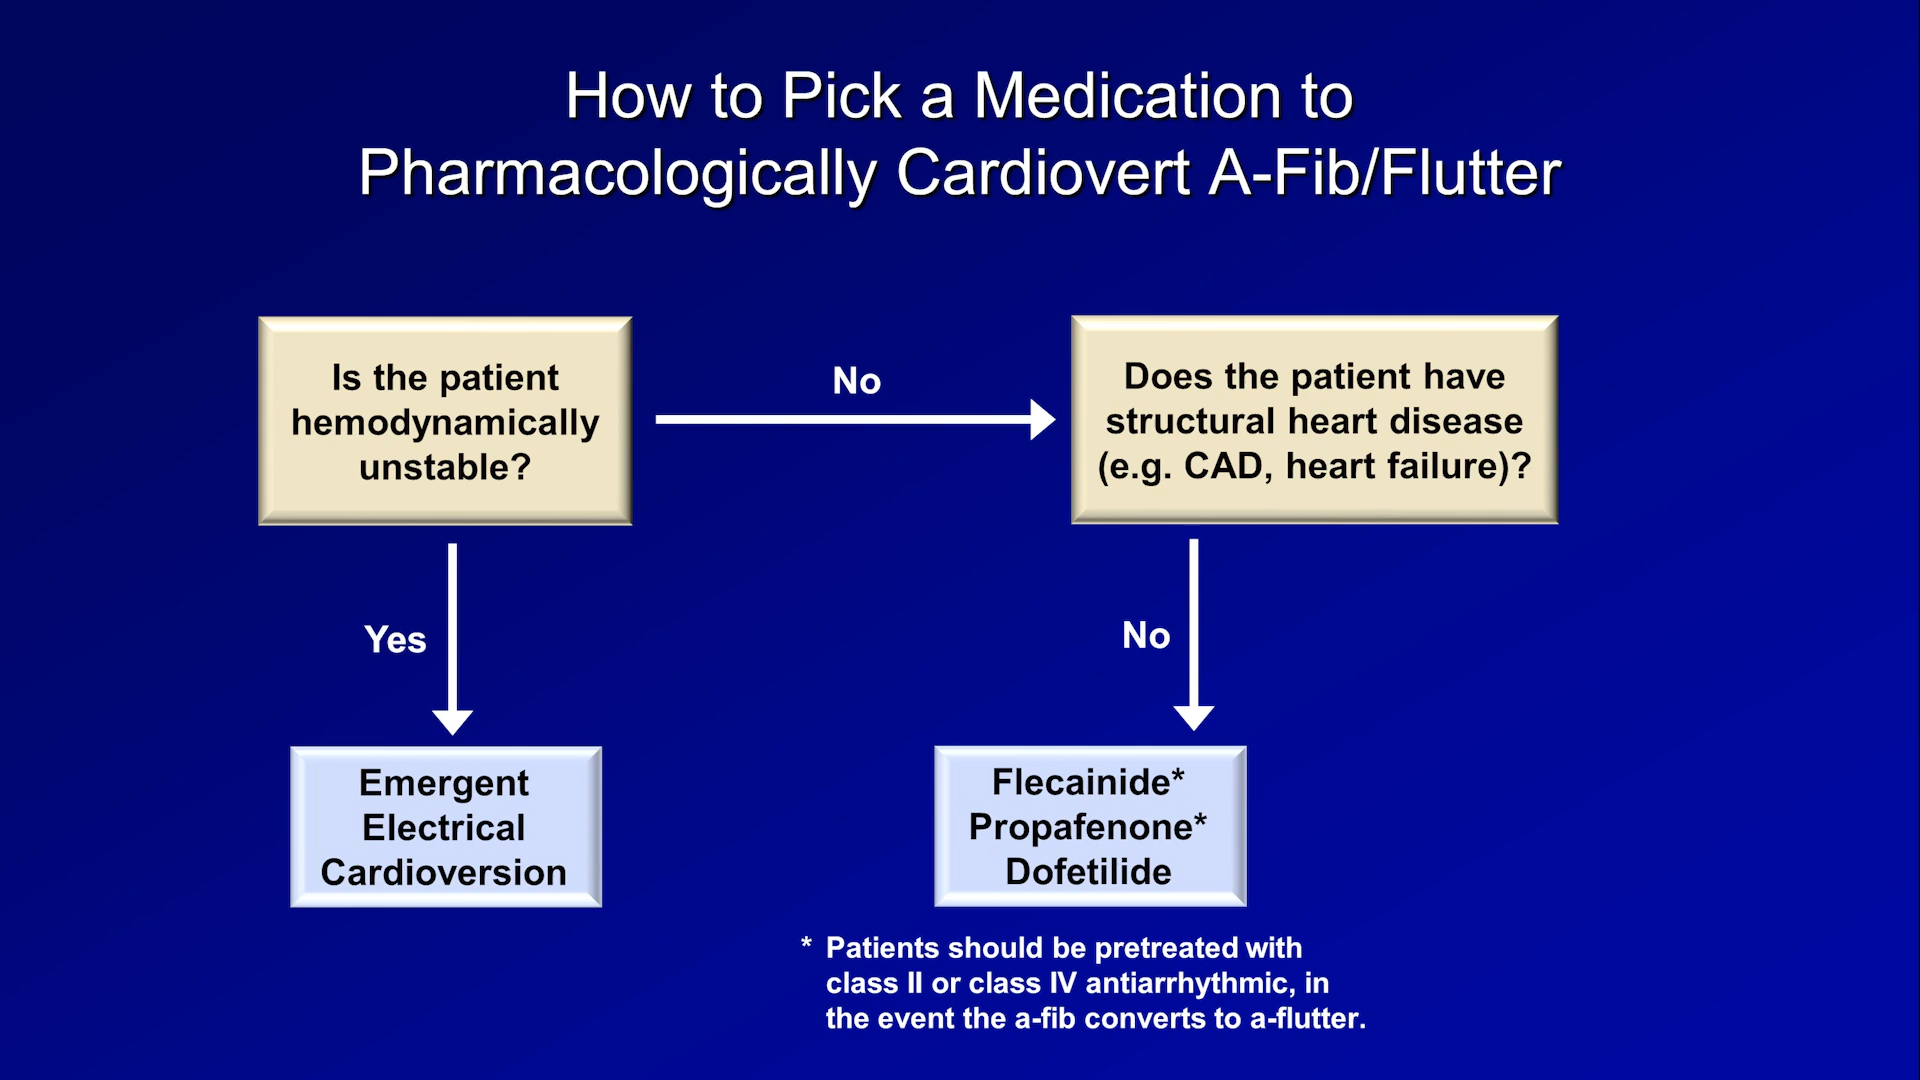 How to Pick a Medication to
Pharmacologically Cardiovert A-Fib/Flutter
Is the patient
hemodynamically
unstable?
No
Does the patient have
structural heart disease
(e.g. CAD, heart failure)?
Yes
No
Emergent
Electrical
Cardioversion
Flecainide*
Propafenone*
Dofetilide
* Patients should be pretreated with
class II or class IV antiarrhythmic, in
the event the a-fib converts to a-flutter.